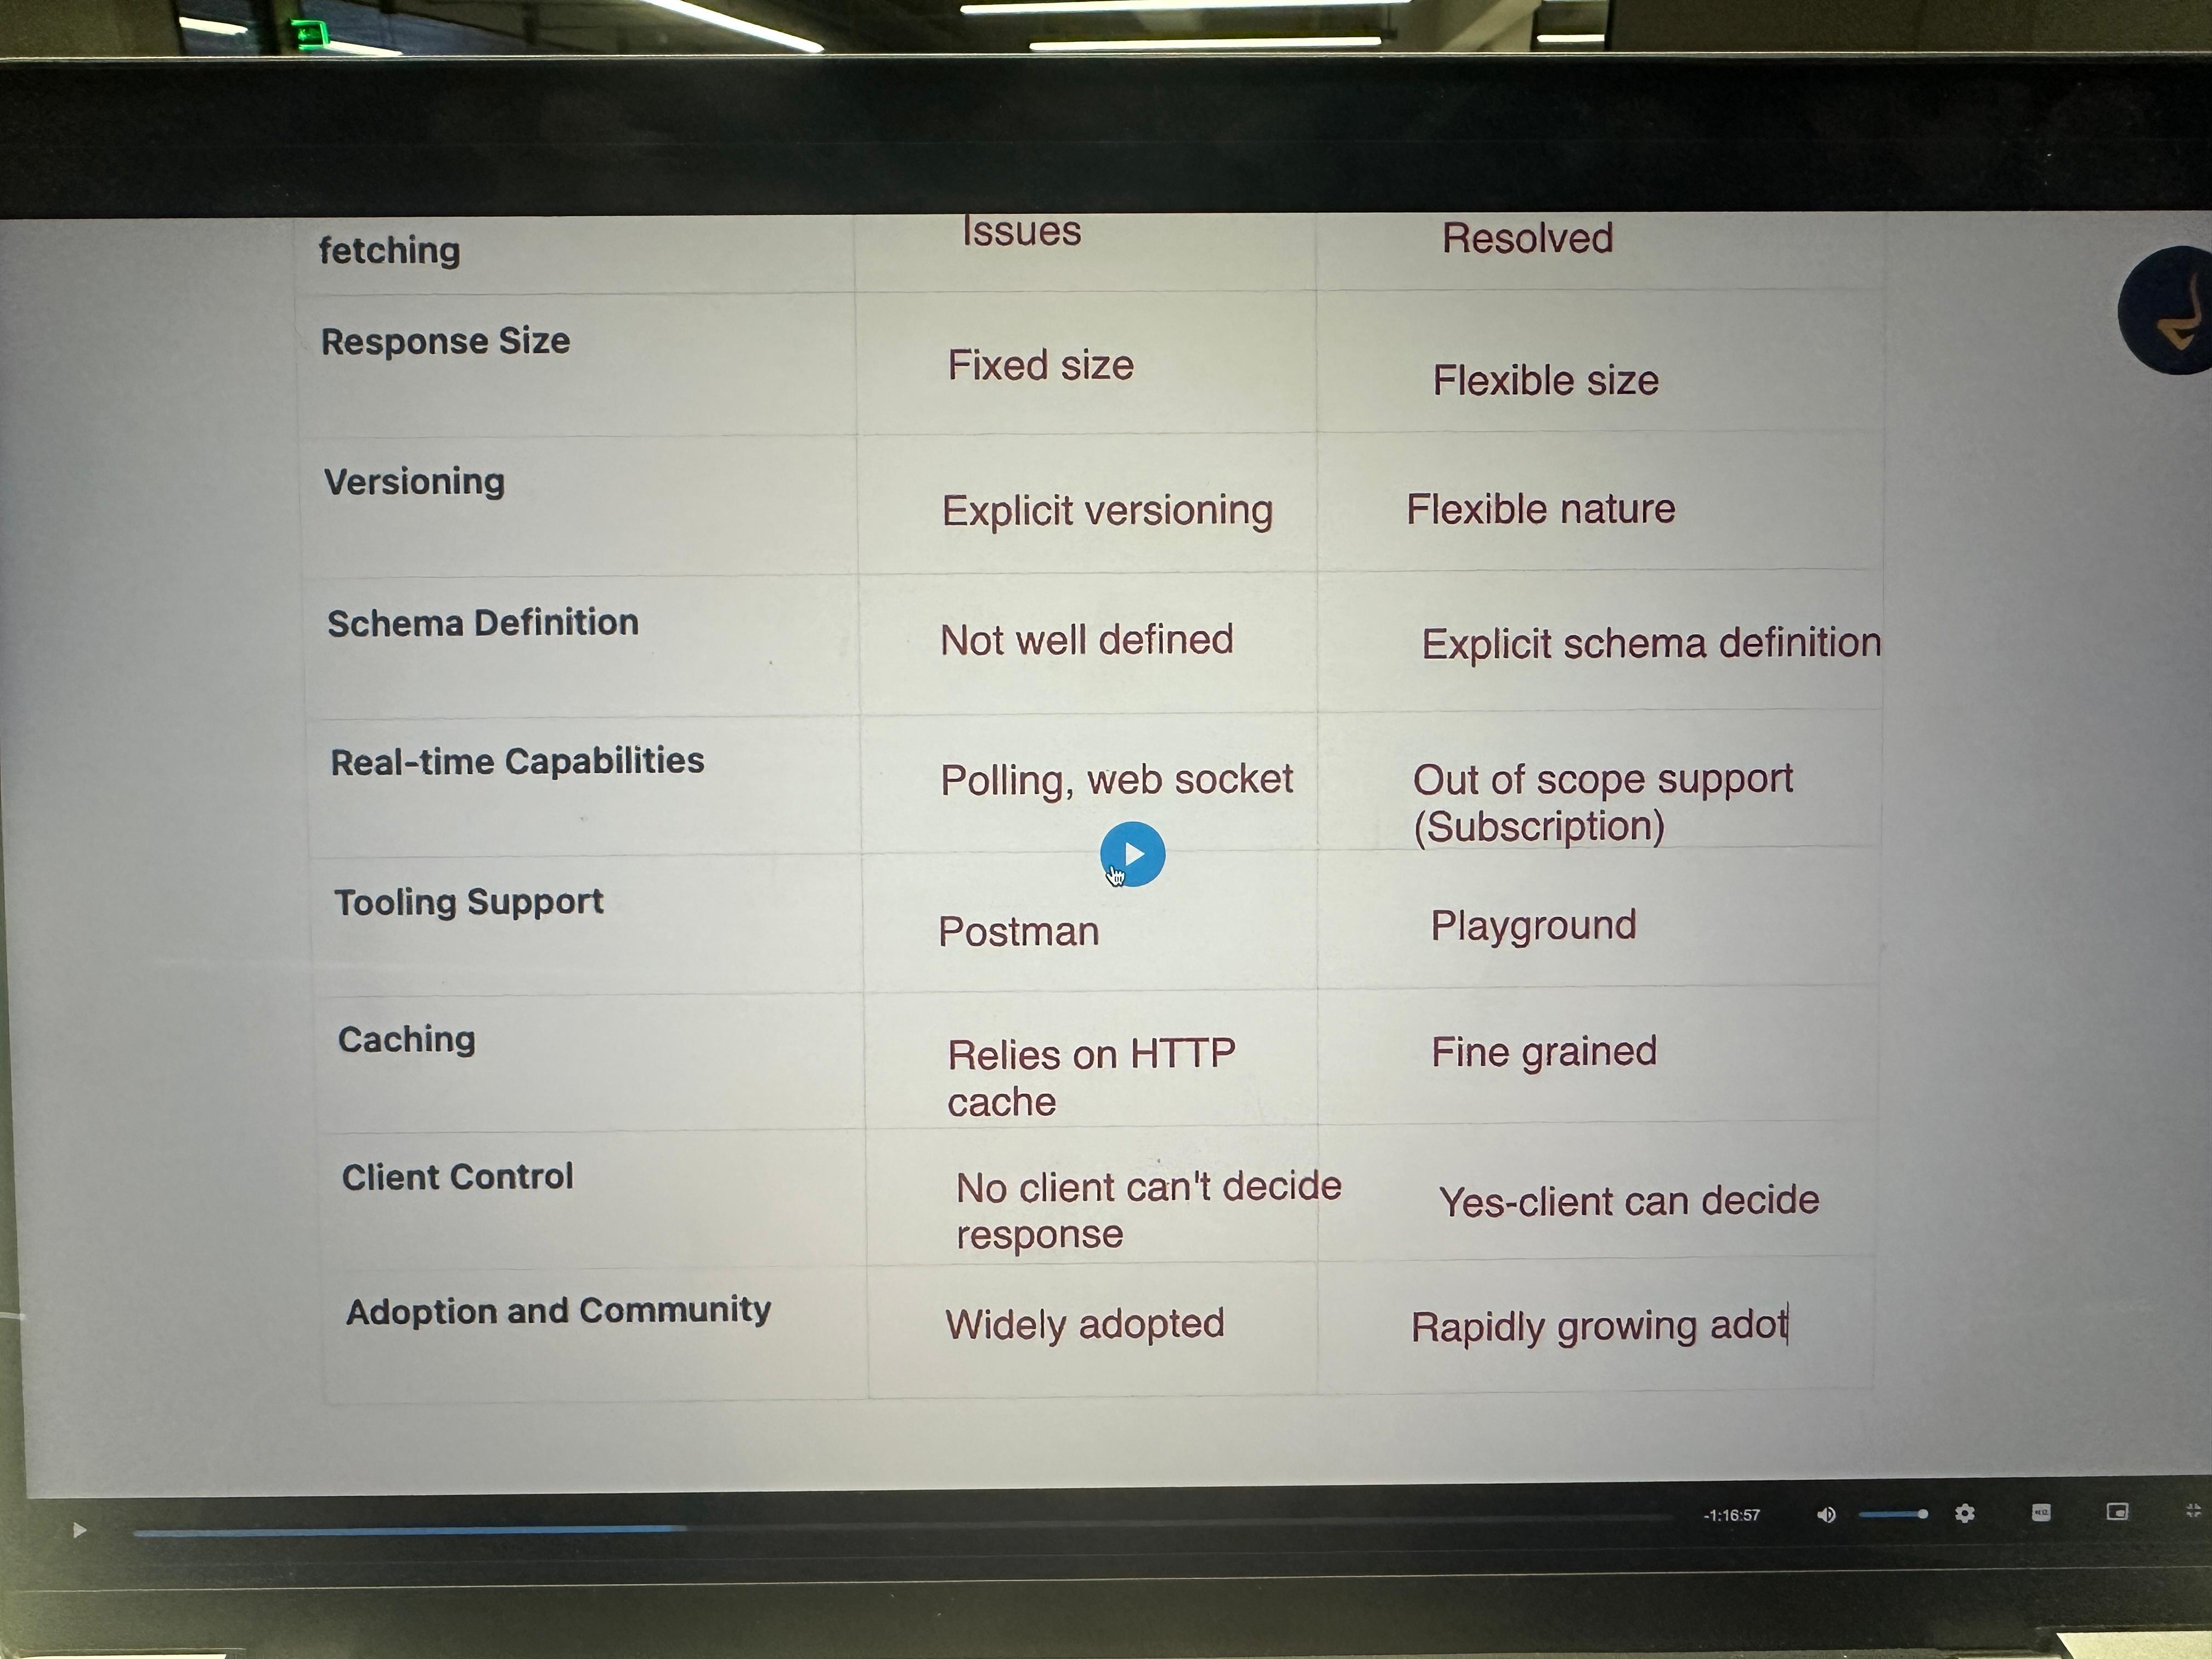 fetching
Issues
Resolved
Response Size
Fixed size
Flexible size
Versioning
Explicit versioning
Flexible nature
Schema Definition
Not well defined
Explicit schema definition
Real-time Capabilities
Polling, web socket
Out of scope support
(Subscription)
Tooling Support
Postman
Playground
Caching
Relies on HTTP
cache
Fine grained
Client Control
No client can't decide
response
Yes-client can decide
Adoption and Community
Widely adopted
Rapidly growing adot
-1:16:57